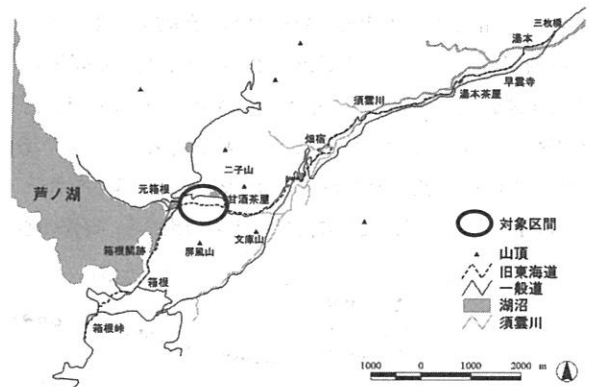 三枚橋
湯本
早雲寺
湯本茶屋
須雲川
畑宿
二子山
甘酒茶屋
元箱根
芦ノ湖
文庫山
屏風山
箱根関跡
箱根
箱根峠
対象区間
山頂
旧東海道
一般道
湖沼
須雲川
1000 0 1000 2000 m